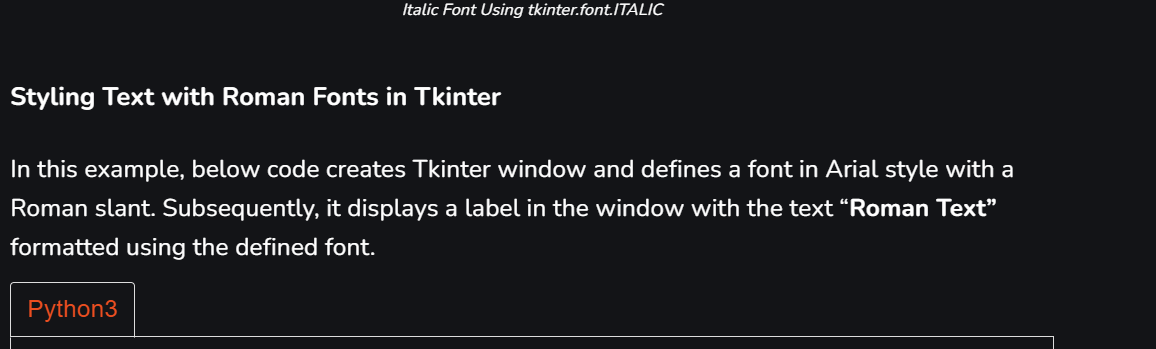 Italic Font Using tkinter.font.ITALIC
Styling Text with Roman Fonts in Tkinter
In this example, below code creates Tkinter window and defines a font in Arial style with a
Roman slant. Subsequently, it displays a label in the window with the text “Roman Text”
formatted using the defined font.
Python3